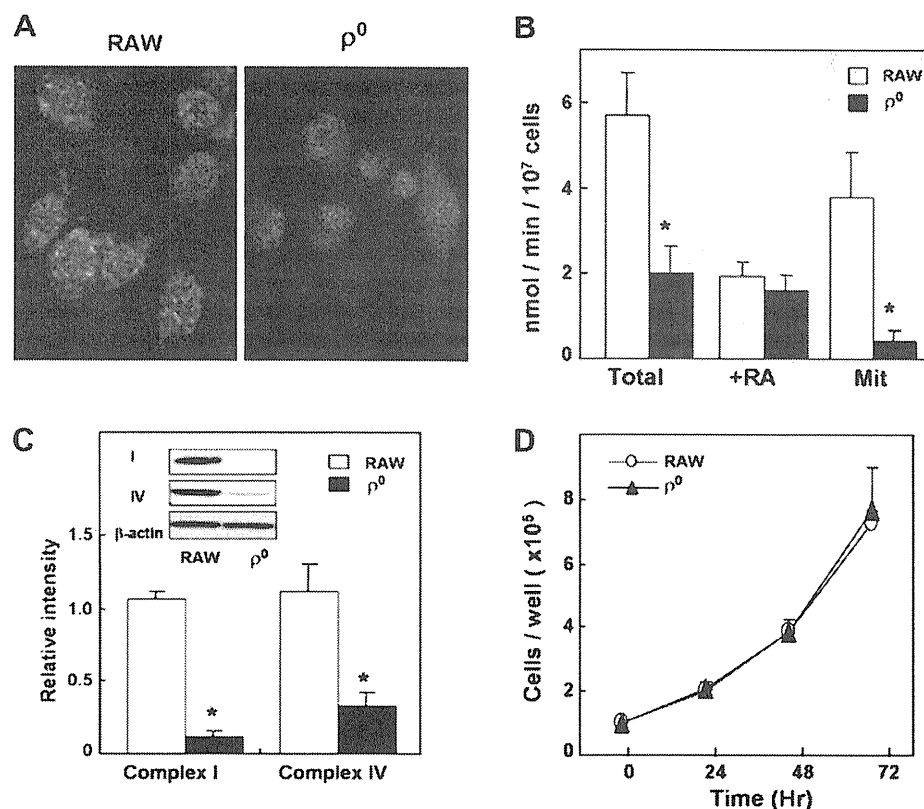 A
RAW
ρ⁰
B
nmol / min / 10⁷ cells
6
4
2
0
RAW
ρ⁰
*
*
Total
+RA
Mit
C
Relative intensity
1.5
1.0
0.5
0
I
IV
β-actin
RAW
ρ⁰
RAW
ρ⁰
*
*
Complex I
Complex IV
D
Cells / well ( x10⁵)
8
6
4
2
0
RAW
ρ⁰
0
24
48
72
Time (Hr)